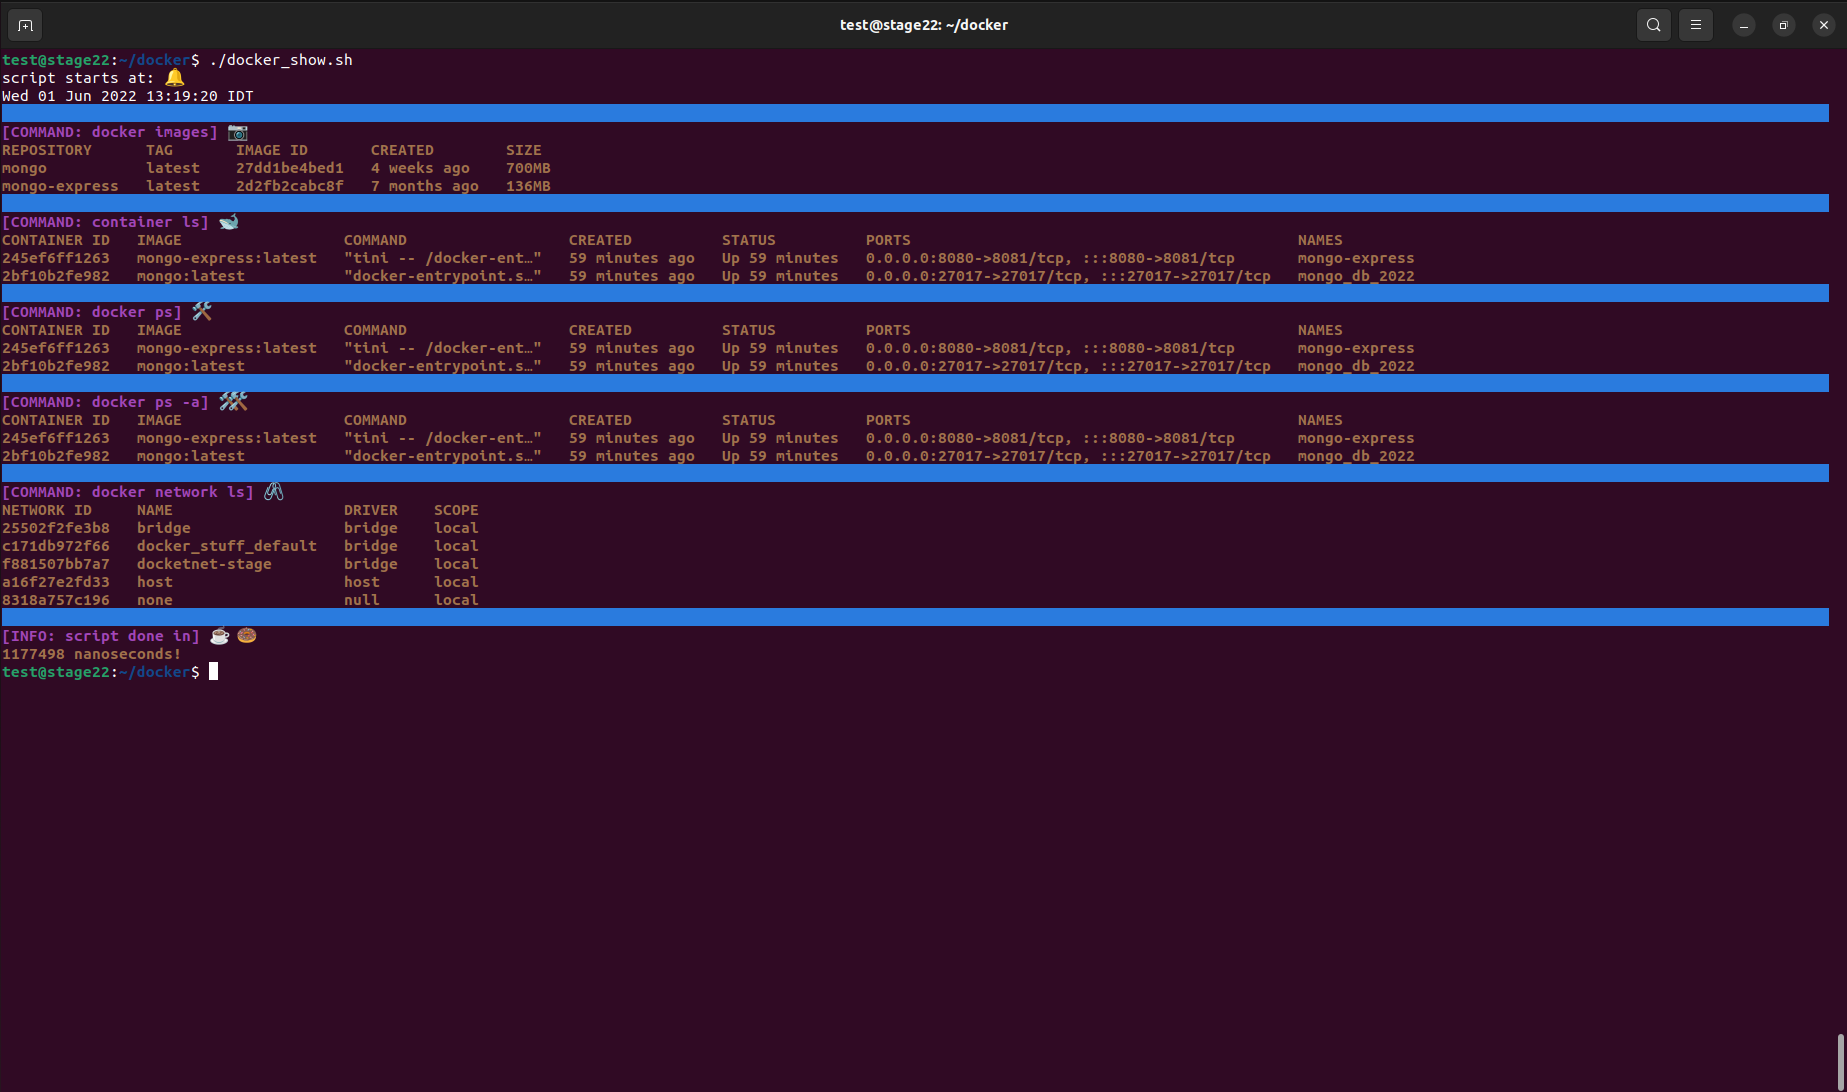 test@stage22: ~/docker
test@stage22:~/docker$ ./docker_show.sh
script starts at: 🔔
Wed 01 Jun 2022 13:19:20 IDT
[COMMAND: docker images] 📷
REPOSITORY      TAG       IMAGE ID       CREATED        SIZE
mongo           latest    27dd1be4bed1   4 weeks ago    700MB
mongo-express   latest    2d2fb2cabc8f   7 months ago   136MB
[COMMAND: container ls] 🐋
CONTAINER ID   IMAGE                  COMMAND                  CREATED          STATUS          PORTS                                           NAMES
245ef6ff1263   mongo-express:latest   "tini -- /docker-ent…"   59 minutes ago   Up 59 minutes   0.0.0.0:8080->8081/tcp, :::8080->8081/tcp       mongo-express
2bf10b2fe982   mongo:latest           "docker-entrypoint.s…"   59 minutes ago   Up 59 minutes   0.0.0.0:27017->27017/tcp, :::27017->27017/tcp   mongo_db_2022
[COMMAND: docker ps] 🛠
CONTAINER ID   IMAGE                  COMMAND                  CREATED          STATUS          PORTS                                           NAMES
245ef6ff1263   mongo-express:latest   "tini -- /docker-ent…"   59 minutes ago   Up 59 minutes   0.0.0.0:8080->8081/tcp, :::8080->8081/tcp       mongo-express
2bf10b2fe982   mongo:latest           "docker-entrypoint.s…"   59 minutes ago   Up 59 minutes   0.0.0.0:27017->27017/tcp, :::27017->27017/tcp   mongo_db_2022
[COMMAND: docker ps -a] 🛠🛠
CONTAINER ID   IMAGE                  COMMAND                  CREATED          STATUS          PORTS                                           NAMES
245ef6ff1263   mongo-express:latest   "tini -- /docker-ent…"   59 minutes ago   Up 59 minutes   0.0.0.0:8080->8081/tcp, :::8080->8081/tcp       mongo-express
2bf10b2fe982   mongo:latest           "docker-entrypoint.s…"   59 minutes ago   Up 59 minutes   0.0.0.0:27017->27017/tcp, :::27017->27017/tcp   mongo_db_2022
[COMMAND: docker network ls] 🖇
NETWORK ID     NAME                   DRIVER    SCOPE
25502f2fe3b8   bridge                 bridge    local
c171db972f66   docker_stuff_default   bridge    local
f881507bb7a7   docketnet-stage        bridge    local
a16f27e2fd33   host                   host      local
8318a757c196   none                   null      local
[INFO: script done in] ☕ 🍩
1177498 nanoseconds!
test@stage22:~/docker$